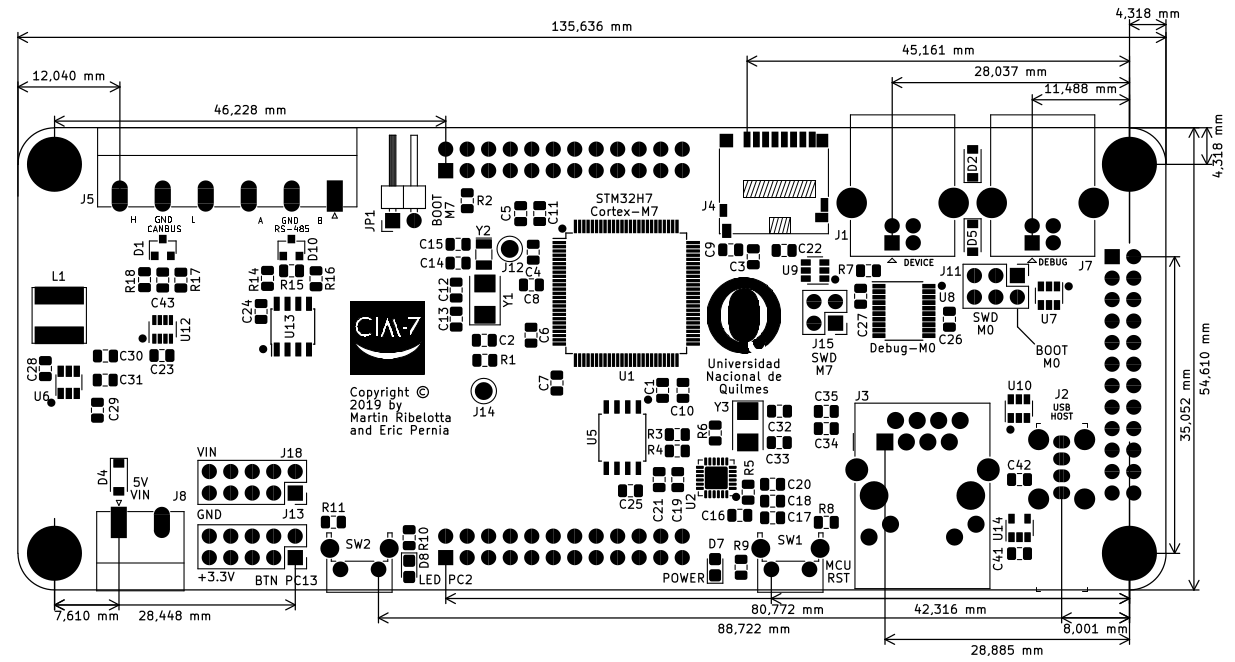 4,318 mm
135,636 mm
45,161 mm
12,040 mm
28,037 mm
11,488 mm
46,228 mm
4,318 mm
J5
H
GND
L
A
GND
B
CANBUS
RS-485
JP1
BOOT
M7
R2
C5
C11
STM32H7
Cortex-M7
J4
J1
D2
D5
D1
D10
C15
C14
Y2
J12
C4
C9
C3
C22
U9
R7
DEVICE
J11
DEBUG
J7
L1
R18
C43
R17
R14
R15
R16
C12
C13
Y1
C8
C27
U8
U7
U12
C24
U13
CIM-7
C6
J15
SWD
M7
Debug-M0
C26
SWD
M0
BOOT
M0
C28
C30
C23
C31
U6
C29
C2
R1
U1
Universidad
Nacional de
Quilmes
Copyright ©
2019 by
Martin Ribelotta
and Eric Pernia
J14
C7
C1
C10
Y3
C35
C32
C34
C33
J3
U10
J2
USB
HOST
35,052 mm
54,610 mm
U5
R3
R4
R6
VIN
J18
D4
5V
VIN
J8
GND
J13
R11
C25
C21
C19
U2
R5
C20
C18
C16
C17
R8
C42
U14
C41
SW2
R10
D8
D7
R9
SW1
+3.3V
BTN PC13
LED PC2
POWER
MCU
RST
7,610 mm
28,448 mm
80,772 mm
42,316 mm
88,722 mm
8,001 mm
28,885 mm